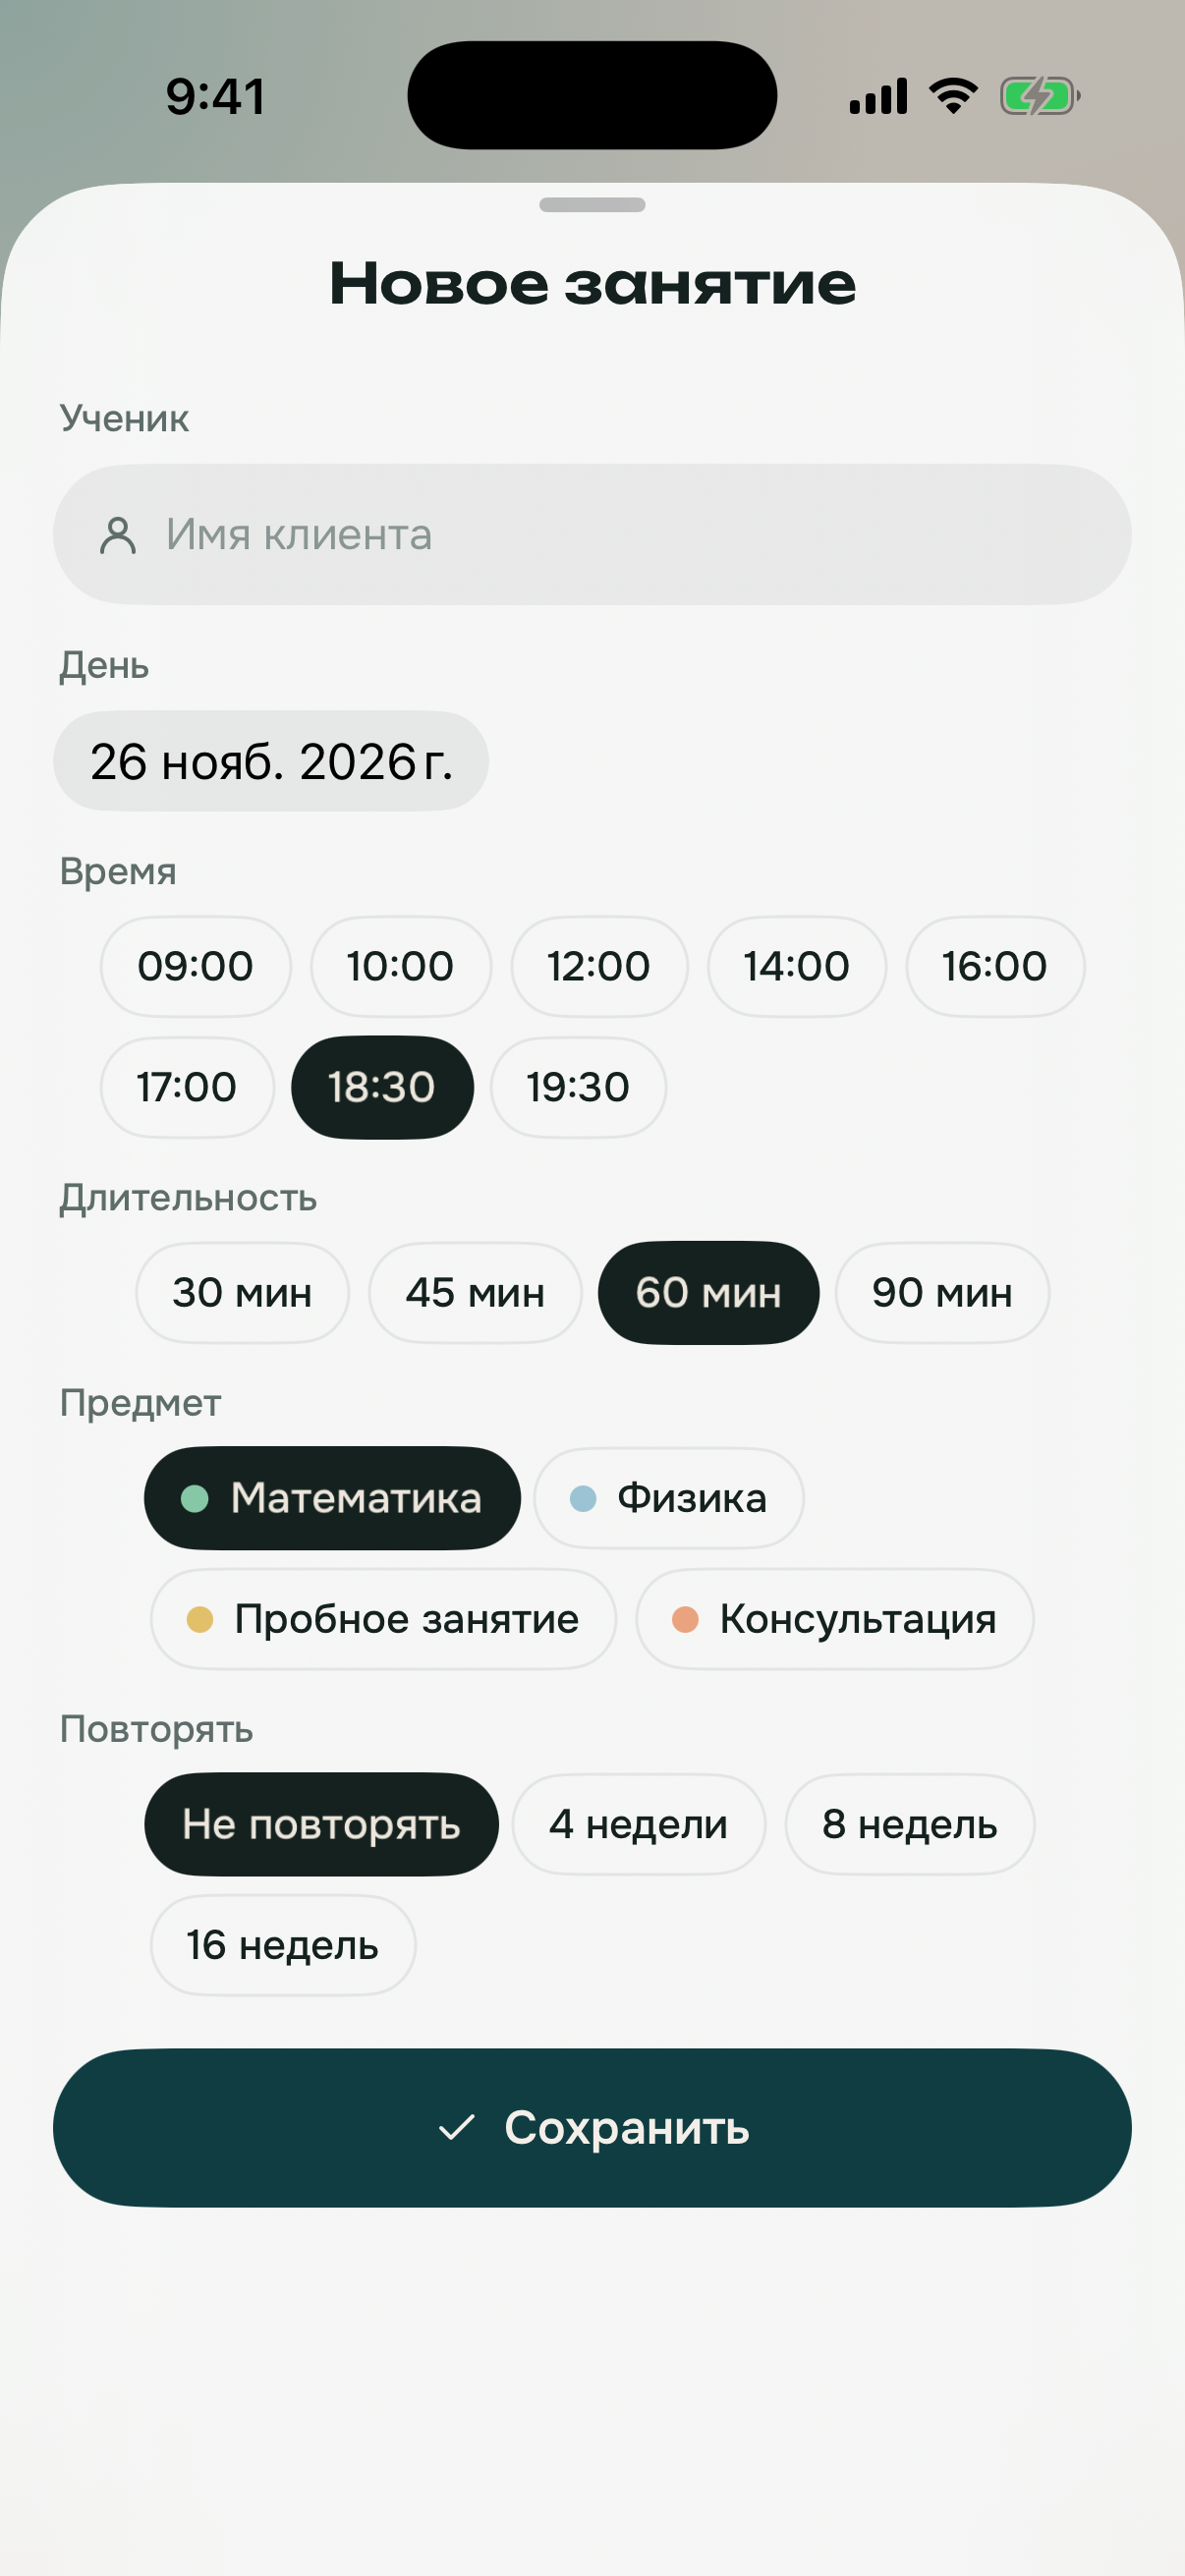 9:41
Новое занятие
Ученик
Имя клиента
День
26 нояб. 2026 г.
Время
09:00 10:00 12:00 14:00 16:00
17:00 18:30 19:30
Длительность
30 мин 45 мин 60 мин 90 мин
Предмет
Математика Физика
Пробное занятие Консультация
Повторять
Не повторять 4 недели 8 недель
16 недель
Сохранить